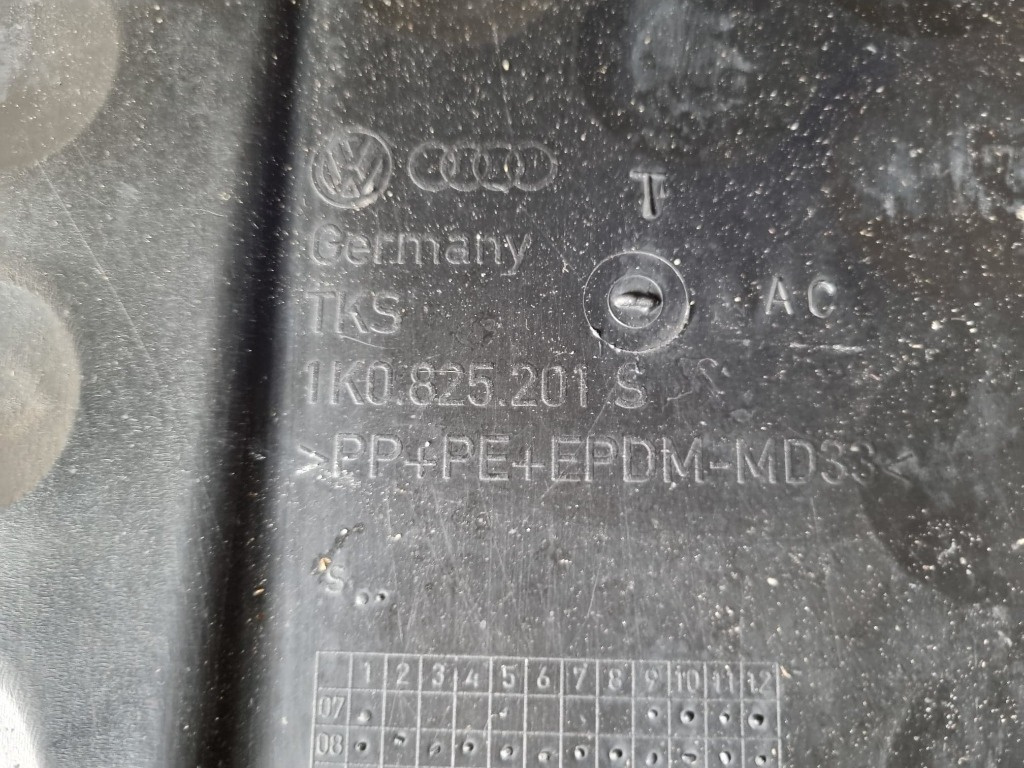 VW
T
Germany
TKS
AC
1K0.825.201 S
>PP+PE+EPDM-MD33<
S
1 2 3 4 5 6 7 8 9 10 11 12
07
08